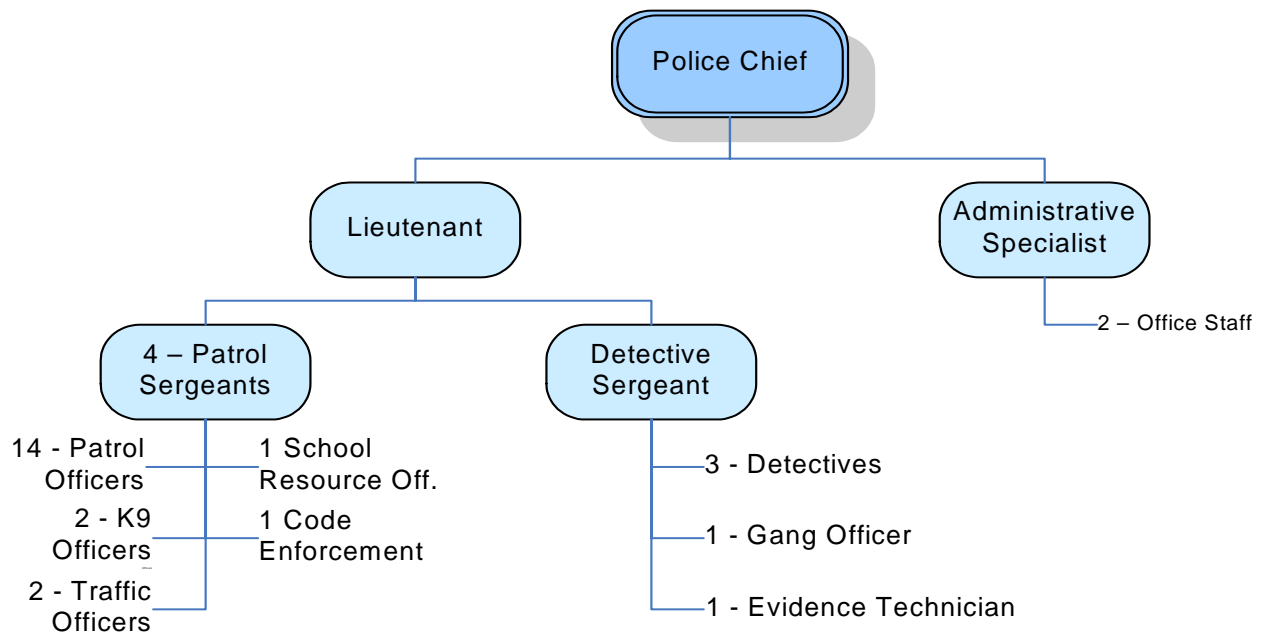 Police Chief
Lieutenant
Administrative
Specialist
2 – Office Staff
4 – Patrol
Sergeants
Detective
Sergeant
14 - Patrol
Officers
1 School
Resource Off.
2 - K9
Officers
1 Code
Enforcement
2 - Traffic
Officers
3 - Detectives
1 - Gang Officer
1 - Evidence Technician